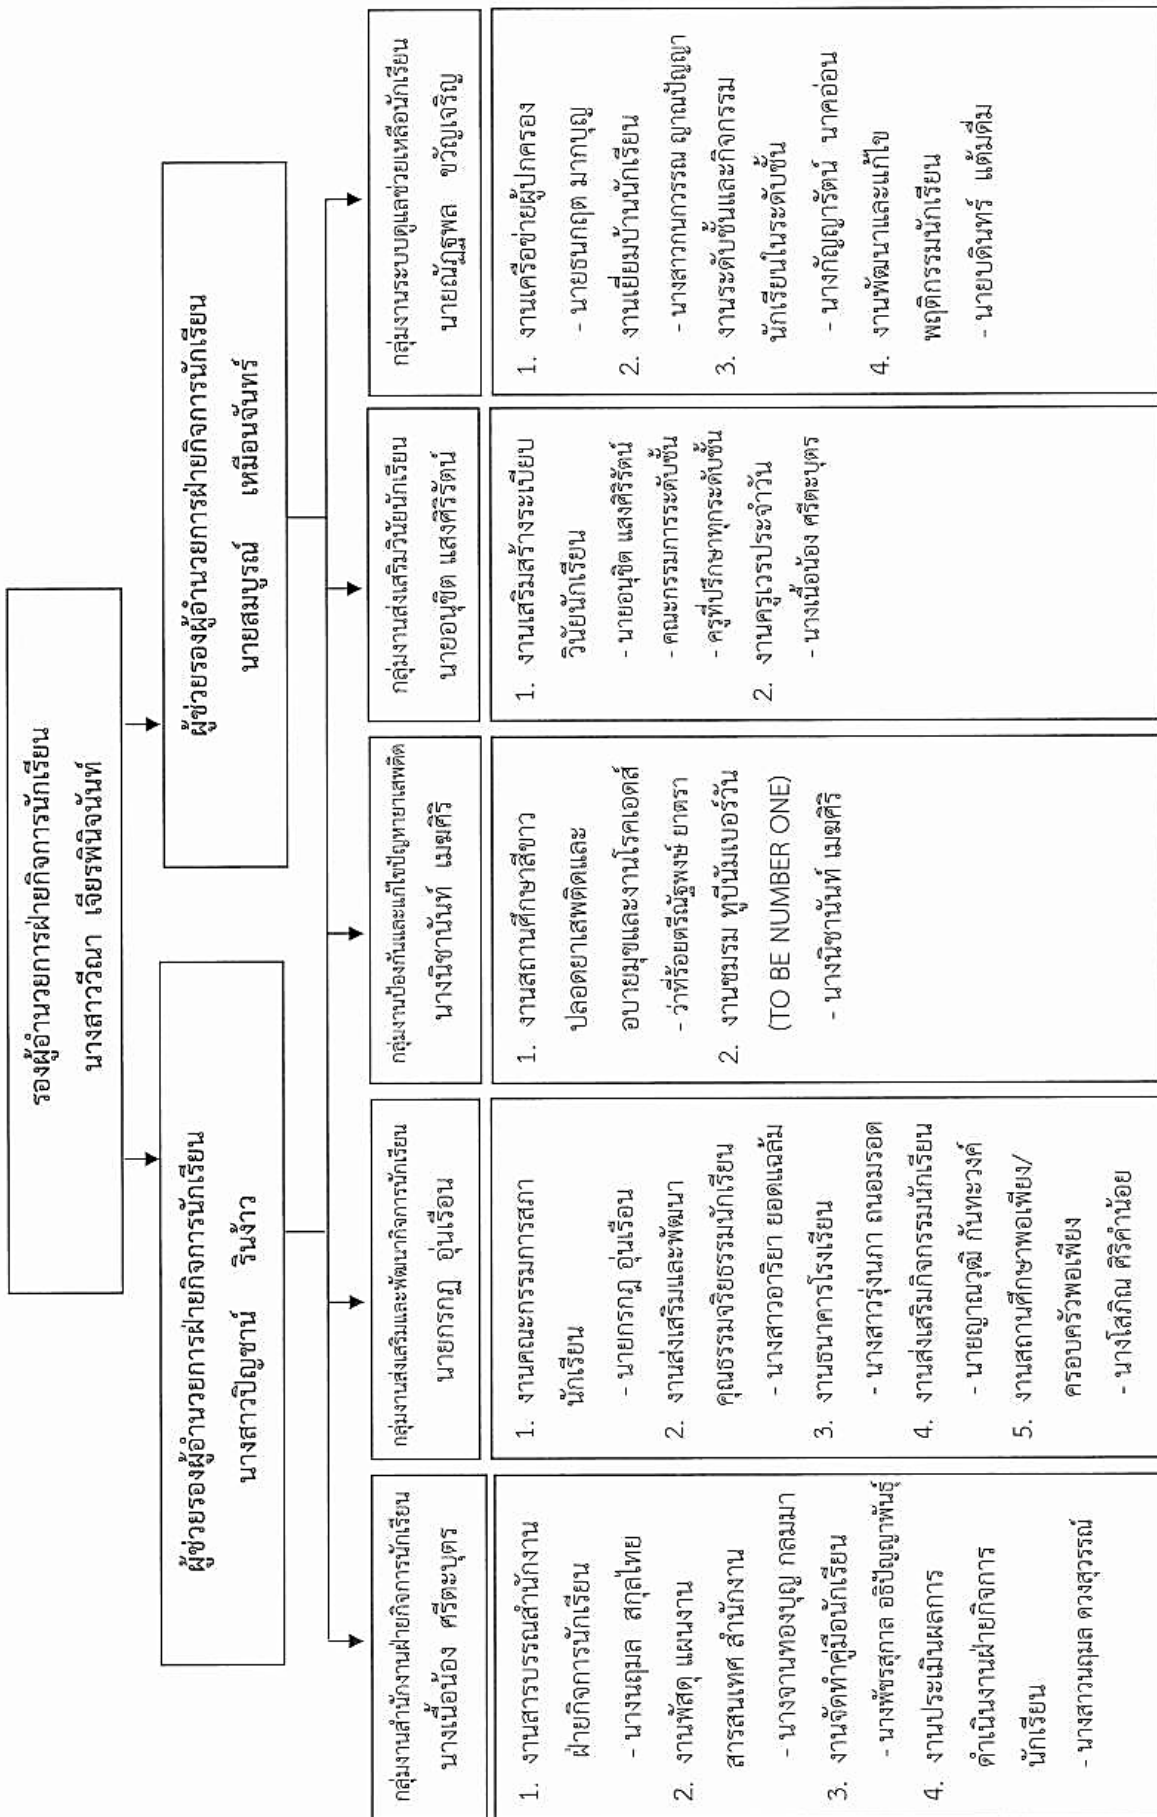 รองผู้อำนวยการฝ่ายกิจการนักเรียน
นางสาววีณา เจียรพินิจนันท์
ผู้ช่วยรองผู้อำนวยการฝ่ายกิจการนักเรียน
นางสาวปิญชาน์ รินง้าว
ผู้ช่วยรองผู้อำนวยการฝ่ายกิจการนักเรียน
นายสมบูรณ์ เหมือนจันทร์
กลุ่มงานสำนักงานฝ่ายกิจการนักเรียน
นางเนื้อน้อง ศรีตะบุตร
1. งานสารบรรณสำนักงาน
ฝ่ายกิจการนักเรียน
- นางนฤมล สกุลไทย
2. งานพัสดุ แผนงาน
สารสนเทศ สำนักงาน
- นางจานทองบุญ กลมมา
3. งานจัดทำคู่มือนักเรียน
- นางพัชรสุกาล อธิปัญญาพันธุ์
4. งานประเมินผลการ
ดำเนินงานฝ่ายกิจการ
นักเรียน
- นางสาวนฤมล ดวงสุวรรณ์
กลุ่มงานส่งเสริมและพัฒนากิจการนักเรียน
นายกรกฎ อุ่นเรือน
1. งานคณะกรรมการสภา
นักเรียน
- นายกรกฎ อุ่นเรือน
2. งานส่งเสริมและพัฒนา
คุณธรรมจริยธรรมนักเรียน
- นางสาวอาริยา ยอดแฉล้ม
3. งานธนาคารโรงเรียน
- นางสาวรุ่งนภา ถนอมรอด
4. งานส่งเสริมกิจกรรมนักเรียน
- นายญาณวุฒิ กันทะวงค์
5. งานสถานศึกษาพอเพียง/
ครอบครัวพอเพียง
- นางโสภิณ ศิริคำน้อย
กลุ่มงานป้องกันและแก้ไขปัญหายาเสพติด
นางนิชานันท์ เมฆศิริ
1. งานสถานศึกษาสีขาว
ปลอดยาเสพติดและ
อบายมุขและงานโรคเอดส์
- ว่าที่ร้อยตรีณัฐพงษ์ ยาตรา
2. งานชมรม ทูบีนัมเบอร์วัน
(TO BE NUMBER ONE)
- นางนิชานันท์ เมฆศิริ
กลุ่มงานส่งเสริมวินัยนักเรียน
นายอนุชิต แสงศิริรัตน์
1. งานเสริมสร้างระเบียบ
วินัยนักเรียน
- นายอนุชิต แสงศิริรัตน์
- คณะกรรมการระดับชั้น
- ครูที่ปรึกษาทุกระดับชั้น
2. งานครูเวรประจำวัน
- นางเนื้อน้อง ศรีตะบุตร
กลุ่มงานระบบดูแลช่วยเหลือนักเรียน
นายณัฏฐพล ขวัญเจริญ
1. งานเครือข่ายผู้ปกครอง
- นายธนกฤต มากบุญ
2. งานเยี่ยมบ้านนักเรียน
- นางสาวกนกวรรณ ญาณปัญญา
3. งานระดับชั้นและกิจกรรม
นักเรียนในระดับชั้น
- นางกัญญารัตน์ นาคอ่อน
4. งานพัฒนาและแก้ไข
พฤติกรรมนักเรียน
- นายบดินทร์ แต้มดื่ม